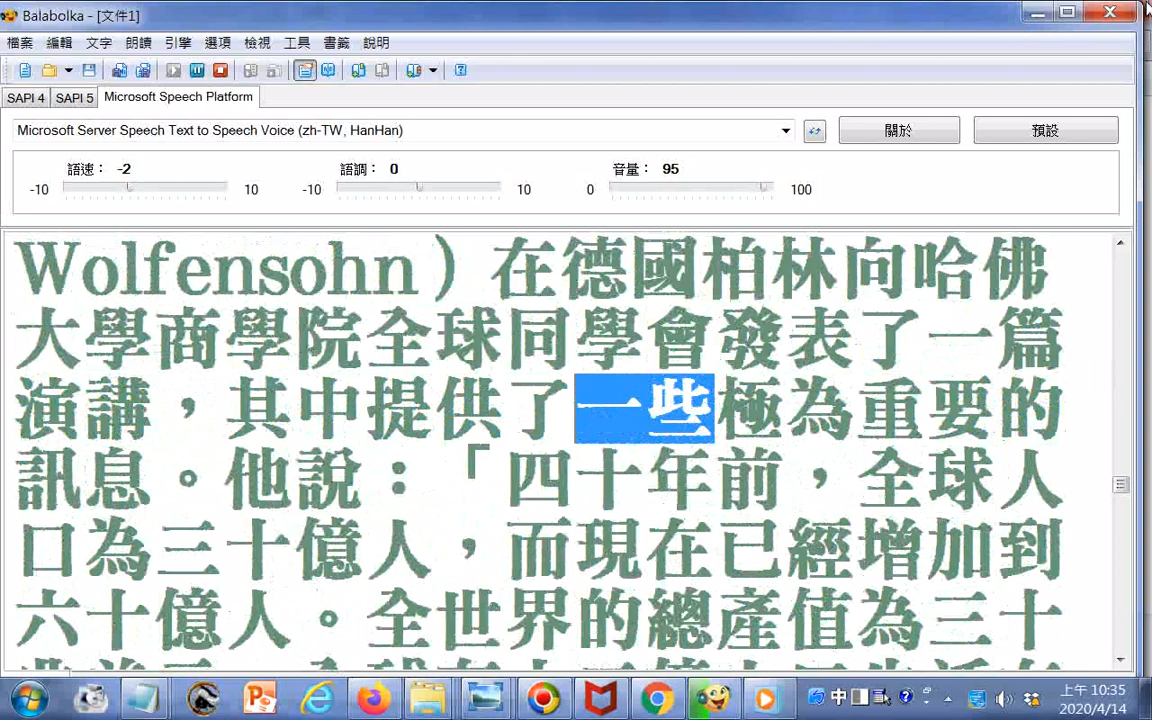 Balabolka - [文件1]
檔案 編輯 文字 朗讀 引擎 選項 檢視 工具 書籤 說明
SAPI 4 SAPI 5 Microsoft Speech Platform
Microsoft Server Speech Text to Speech Voice (zh-TW, HanHan) 關於 預設
語速： -2 語調： 0 音量： 95
-10 10 -10 10 0 100
Wolfensohn）在德國柏林向哈佛
大學商學院全球同學會發表了一篇
演講，其中提供了一些極為重要的
訊息。他說：「四十年前，全球人
口為三十億人，而現在已經增加到
六十億人。全世界的總產值為三十
中 上午 10:35
2020/4/14